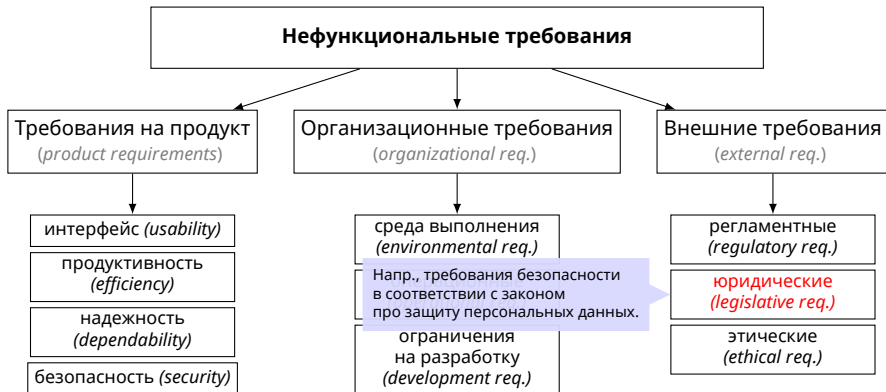 Нефункциональные требования
Требования на продукт
(product requirements)
Организационные требования
(organizational req.)
Внешние требования
(external req.)
интерфейс (usability)
продуктивность
(efficiency)
надежность
(dependability)
безопасность (security)
среда выполнения
(environmental req.)
Напр., требования безопасности
в соответствии с законом
про защиту персональных данных.
ограничения
на разработку
(development req.)
регламентные
(regulatory req.)
юридические
(legislative req.)
этические
(ethical req.)